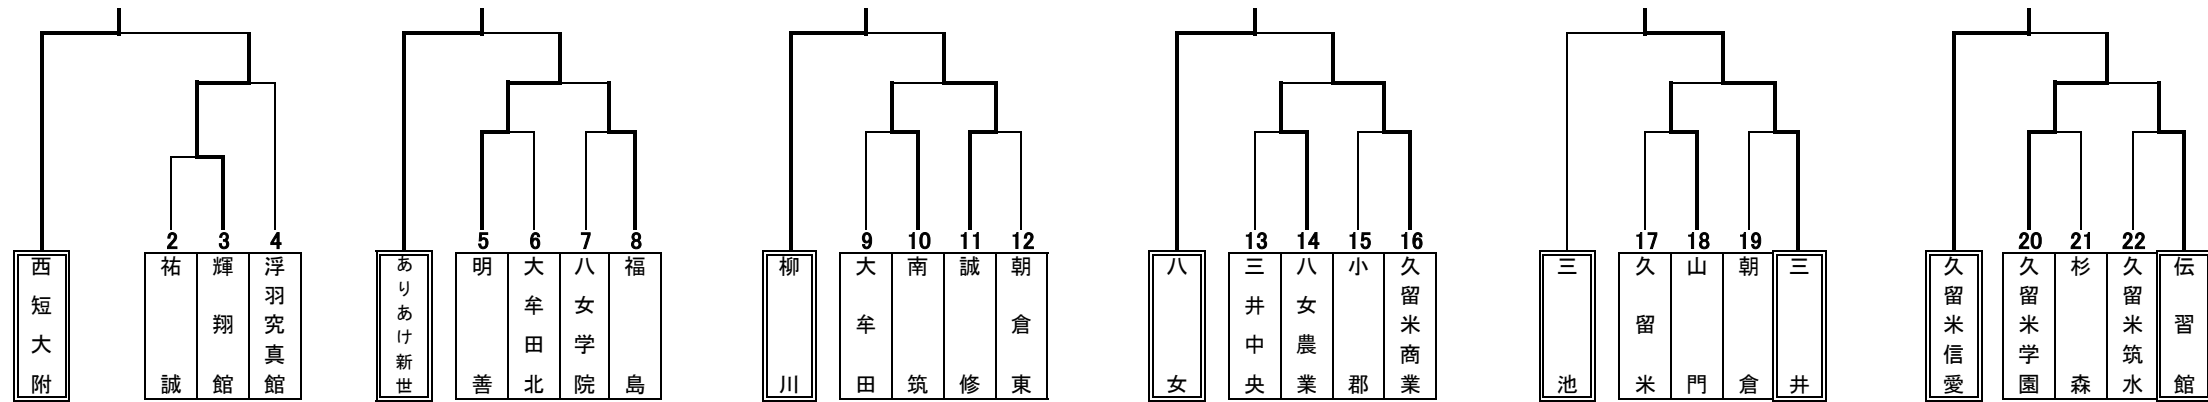 2 3 4 5 6 7 8 9 10 11 12 13 14 15 16 17 18 19 20 21 22
西短大附
祐誠
輝翔館
浮羽究真館
ありあけ新世
明善
大牟田北
八女学院
福島
柳川
大牟田
南筑
誠修
朝倉東
八女
三井中央
八女農業
小郡
久留米商業
三池
久留米
山門
朝倉
三井
久留米信愛
久留米学園
杉森
久留米筑水
伝習館